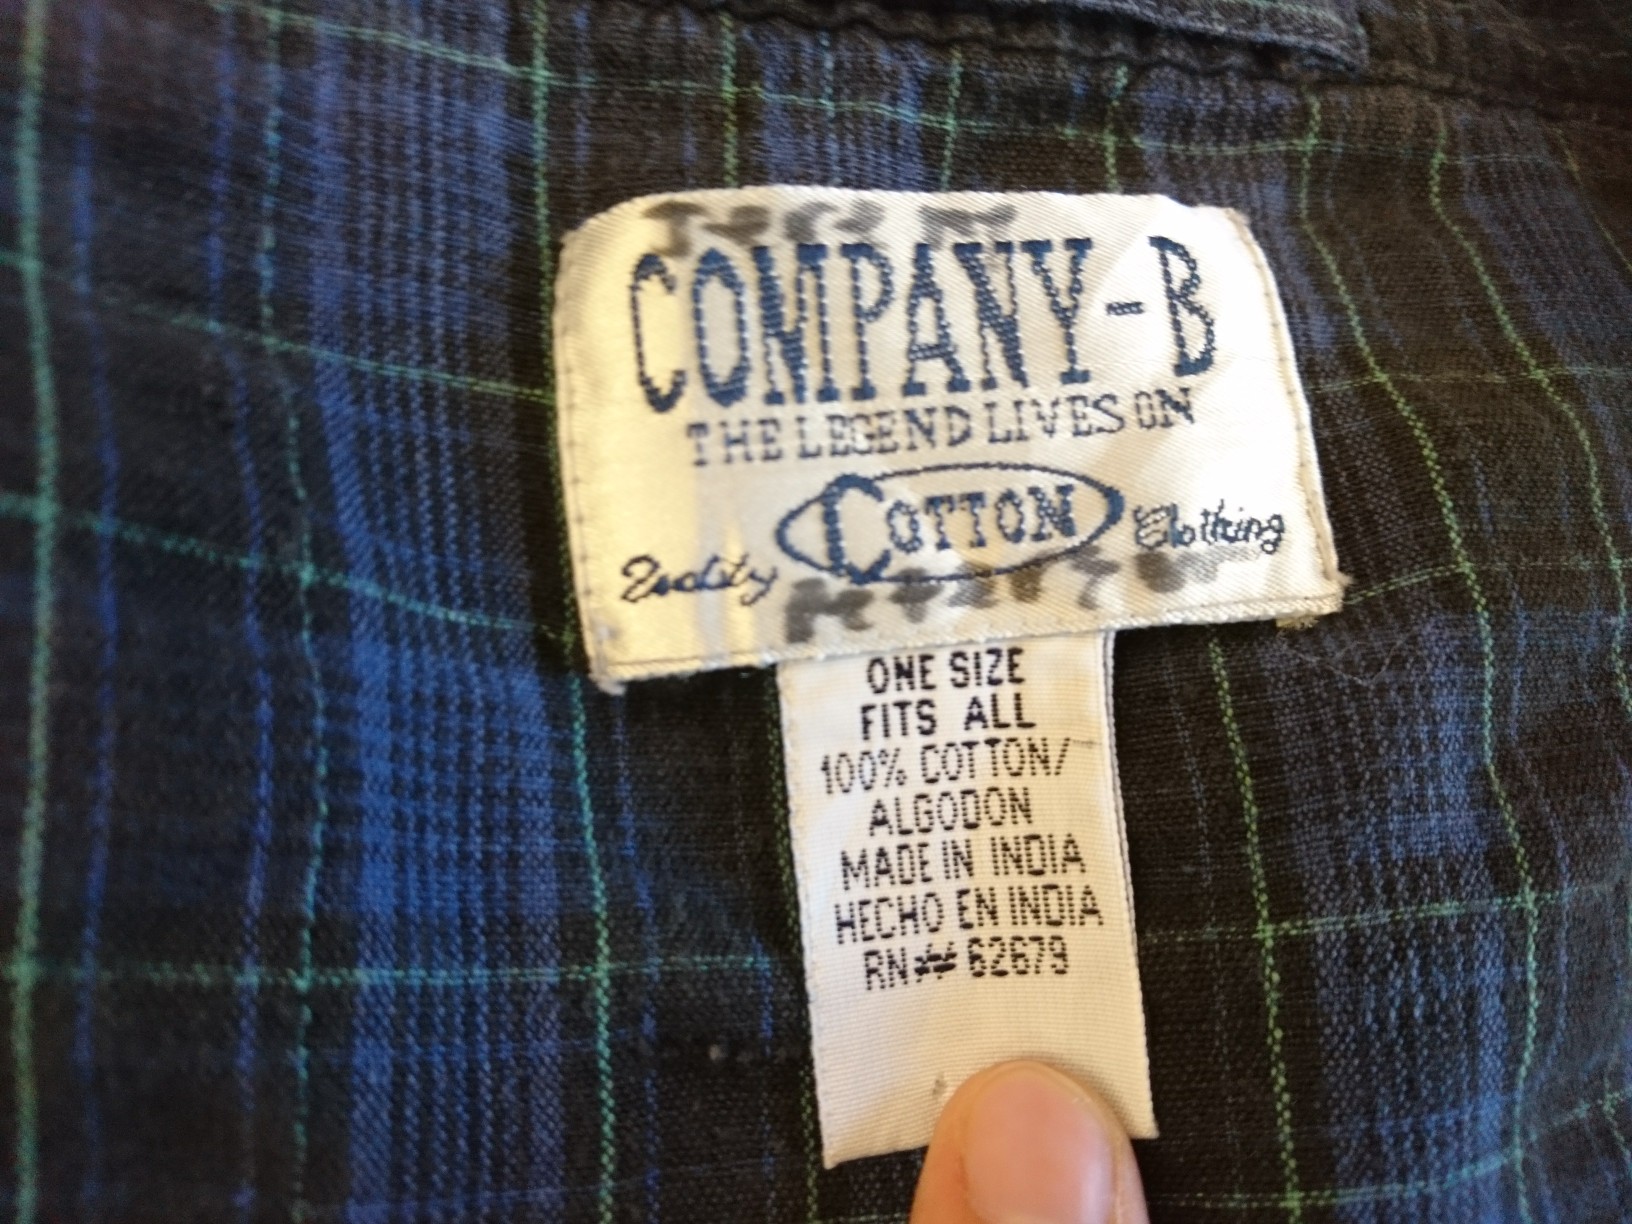 COMPANY-B
THE LEGEND LIVES ON
Quality COTTON Clothing
ONE SIZE
FITS ALL
100% COTTON/
ALGODON
MADE IN INDIA
HECHO EN INDIA
RN# 62679